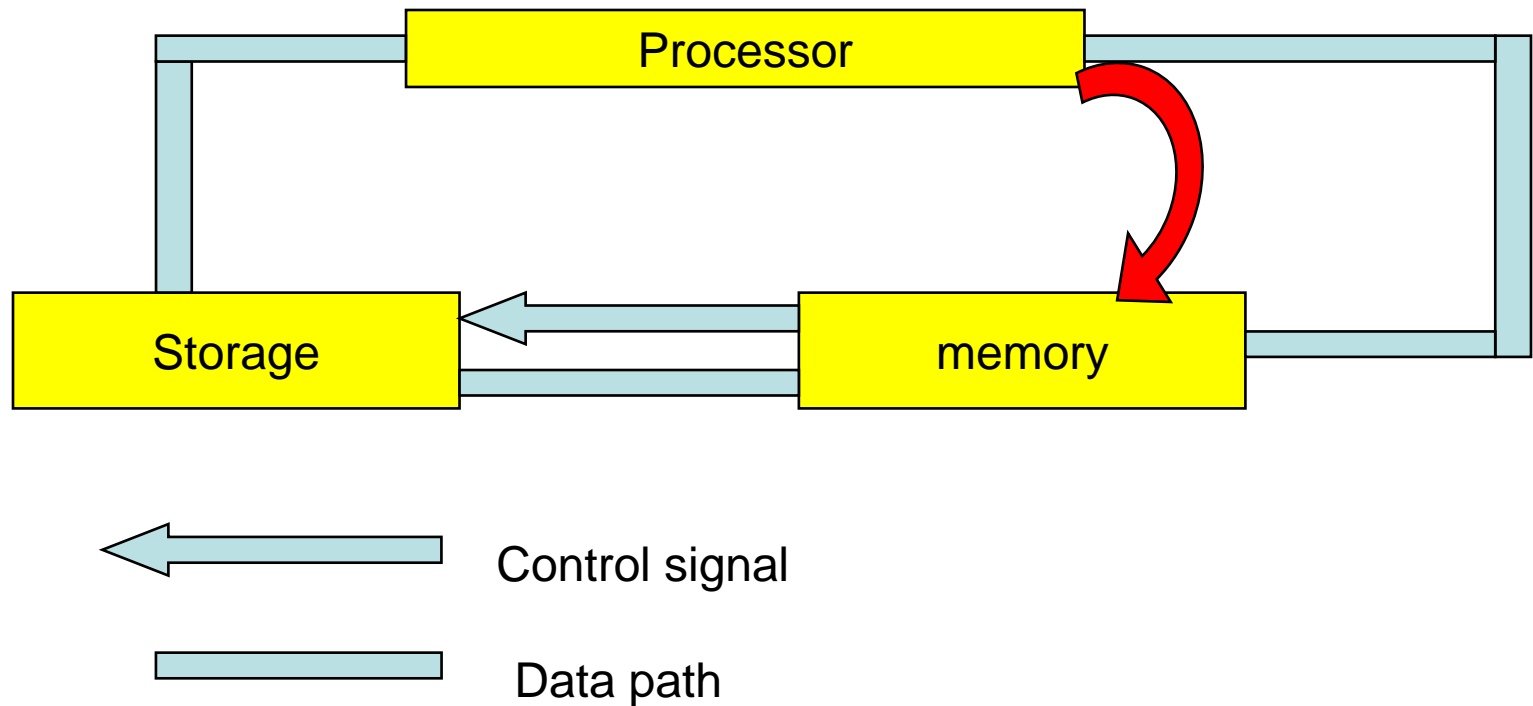 Processor
Storage
memory
Control signal
Data path